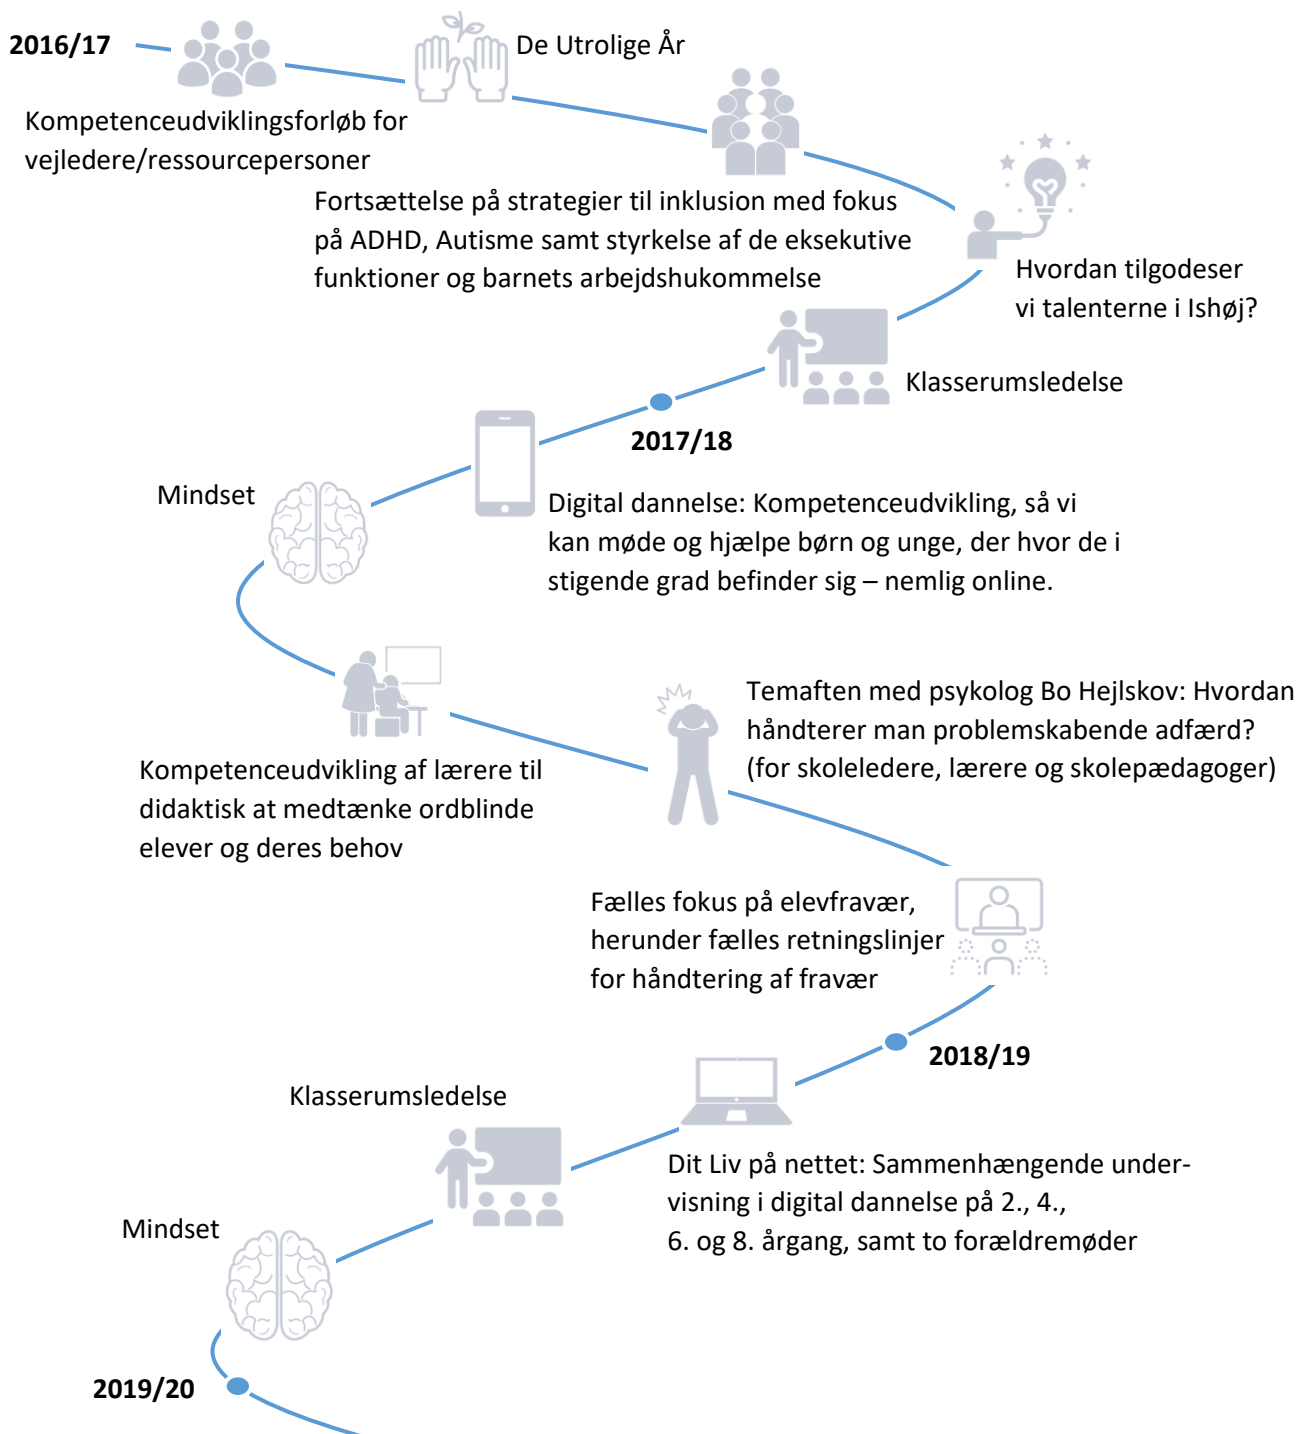 2016/17
De Utrolige År
Kompetenceudviklingsforløb for
vejledere/ressourcepersoner
Fortsættelse på strategier til inklusion med fokus
på ADHD, Autisme samt styrkelse af de eksekutive
funktioner og barnets arbejdshukommelse
Hvordan tilgodeser
vi talenterne i Ishøj?
Klasserumsledelse
2017/18
Mindset
Digital dannelse: Kompetenceudvikling, så vi
kan møde og hjælpe børn og unge, der hvor de i
stigende grad befinder sig – nemlig online.
Kompetenceudvikling af lærere til
didaktisk at medtænke ordblinde
elever og deres behov
Temaften med psykolog Bo Hejlskov: Hvordan
håndterer man problemskabende adfærd?
(for skoleledere, lærere og skolepædagoger)
Fælles fokus på elevfravær,
herunder fælles retningslinjer
for håndtering af fravær
2018/19
Dit Liv på nettet: Sammenhængende under-
visning i digital dannelse på 2., 4.,
6. og 8. årgang, samt to forældremøder
Klasserumsledelse
Mindset
2019/20